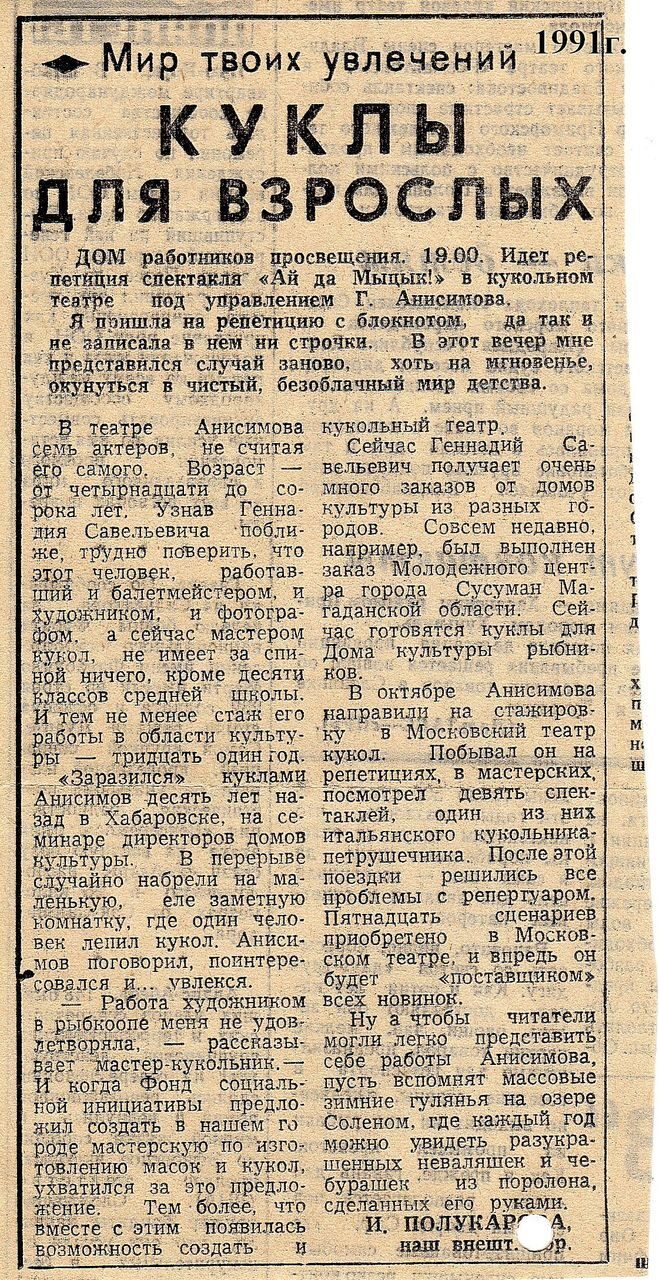 1991г.
Мир твоих увлечений
КУКЛЫ
ДЛЯ ВЗРОСЛЫХ
ДОМ работников просвещения. 19.00. Идет ре-
петиция спектакля «Ай да Мыцык!» в кукольном
театре под управлением Г. Анисимова.
Я пришла на репетицию с блокнотом, да так и
не записала в нем ни строчки. В этот вечер мне
представился случай заново, хоть на мгновенье,
окунуться в чистый, безоблачный мир детства.
В театре Анисимова
семь актеров, не считая
его самого. Возраст —
от четырнадцати до со-
рока лет. Узнав Генна-
дия Савельевича побли-
же, трудно поверить, что
этот человек, работав-
ший и балетмейстером, и
художником, и фотогра-
фом, а сейчас мастером
кукол, не имеет за спи-
ной ничего, кроме десяти
классов средней школы.
И тем не менее стаж его
работы в области культу-
ры — тридцать один год.
«Заразился» куклами
Анисимов десять лет на-
зад в Хабаровске, на се-
минаре директоров домов
культуры. В перерыве
случайно набрели на ма-
ленькую, еле заметную
комнатку, где один чело-
век лепил кукол. Аниси-
мов поговорил, поинтере-
совался и... увлекся.
— Работа художником
в рыбкоопе меня не удов-
летворяла, — рассказы-
вает мастер-кукольник.—
И когда Фонд социаль-
ной инициативы предло-
жил создать в нашем го
роде мастерскую по изго-
товлению масок и кукол,
ухватился за это предло-
жение. Тем более, что
вместе с этим появилась
возможность создать и
кукольный театр.
Сейчас Геннадий Са-
вельевич получает очень
много заказов от домов
культуры из разных го-
родов. Совсем недавно,
например, был выполнен
заказ Молодежного цент-
ра города Сусуман Ма-
гаданской области. Сей-
час готовятся куклы для
Дома культуры рыбни-
ков.
В октябре Анисимова
направили на стажиров-
ку в Московский театр
кукол. Побывал он на
репетициях, в мастерских,
посмотрел девять спек-
таклей, один из них
итальянского кукольника-
петрушечника. После этой
поездки решились все
проблемы с репертуаром.
Пятнадцать сценариев
приобретено в Москов-
ском театре, и впредь он
будет «поставщиком»
всех новинок.
Ну а чтобы читатели
могли легко представить
себе работы Анисимова,
пусть вспомнят массовые
зимние гулянья на озере
Соленом, где каждый год
можно увидеть разукра-
шенных неваляшек и че-
бурашек из поролона,
сделанных его руками.
И.
наш внешт.